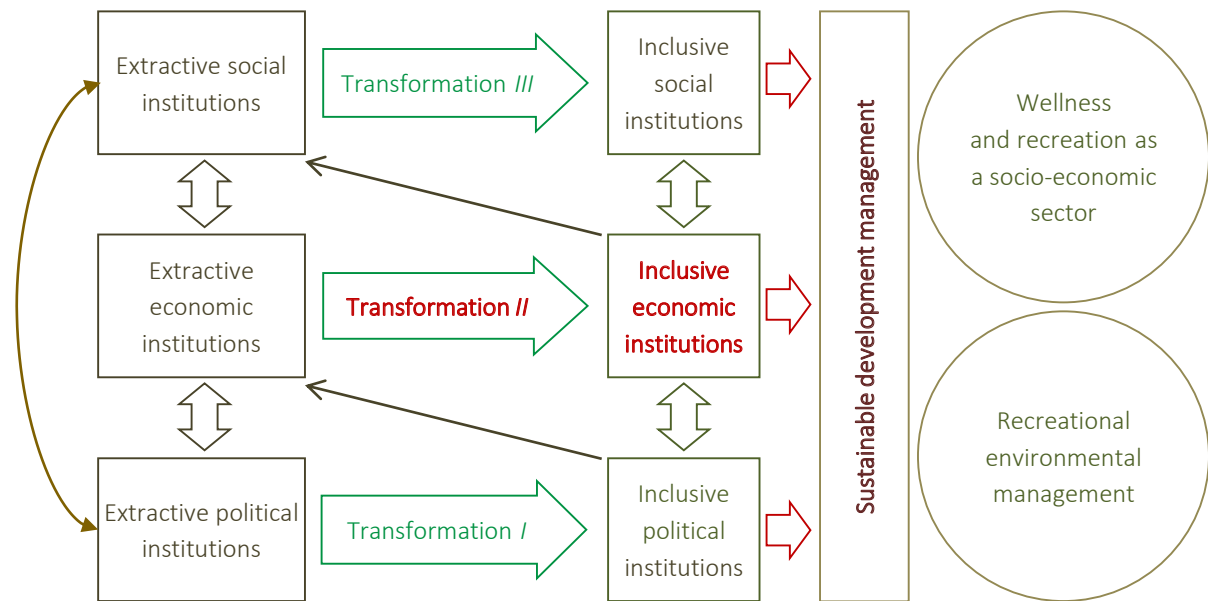 Extractive social
institutions
Transformation III
Inclusive
social
institutions
Extractive
economic
institutions
Transformation II
Inclusive
economic
institutions
Extractive political
institutions
Transformation I
Inclusive
political
institutions
Sustainable development management
Wellness
and recreation as
a socio-economic
sector
Recreational
environmental
management